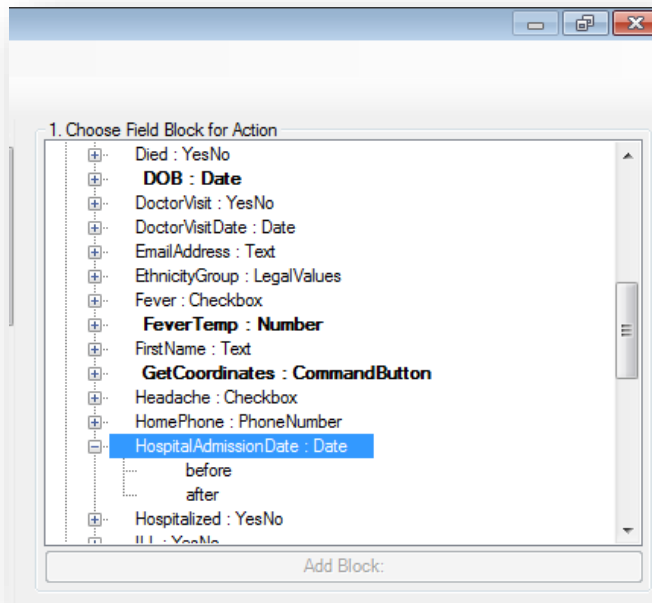 1. Choose Field Block for Action
Died : YesNo
DOB : Date
DoctorVisit : YesNo
DoctorVisitDate : Date
EmailAddress : Text
EthnicityGroup : LegalValues
Fever : Checkbox
FeverTemp : Number
FirstName : Text
GetCoordinates : CommandButton
Headache : Checkbox
HomePhone : PhoneNumber
HospitalAdmissionDate : Date
before
after
Hospitalized : YesNo
ILI : YesNo
Add Block: